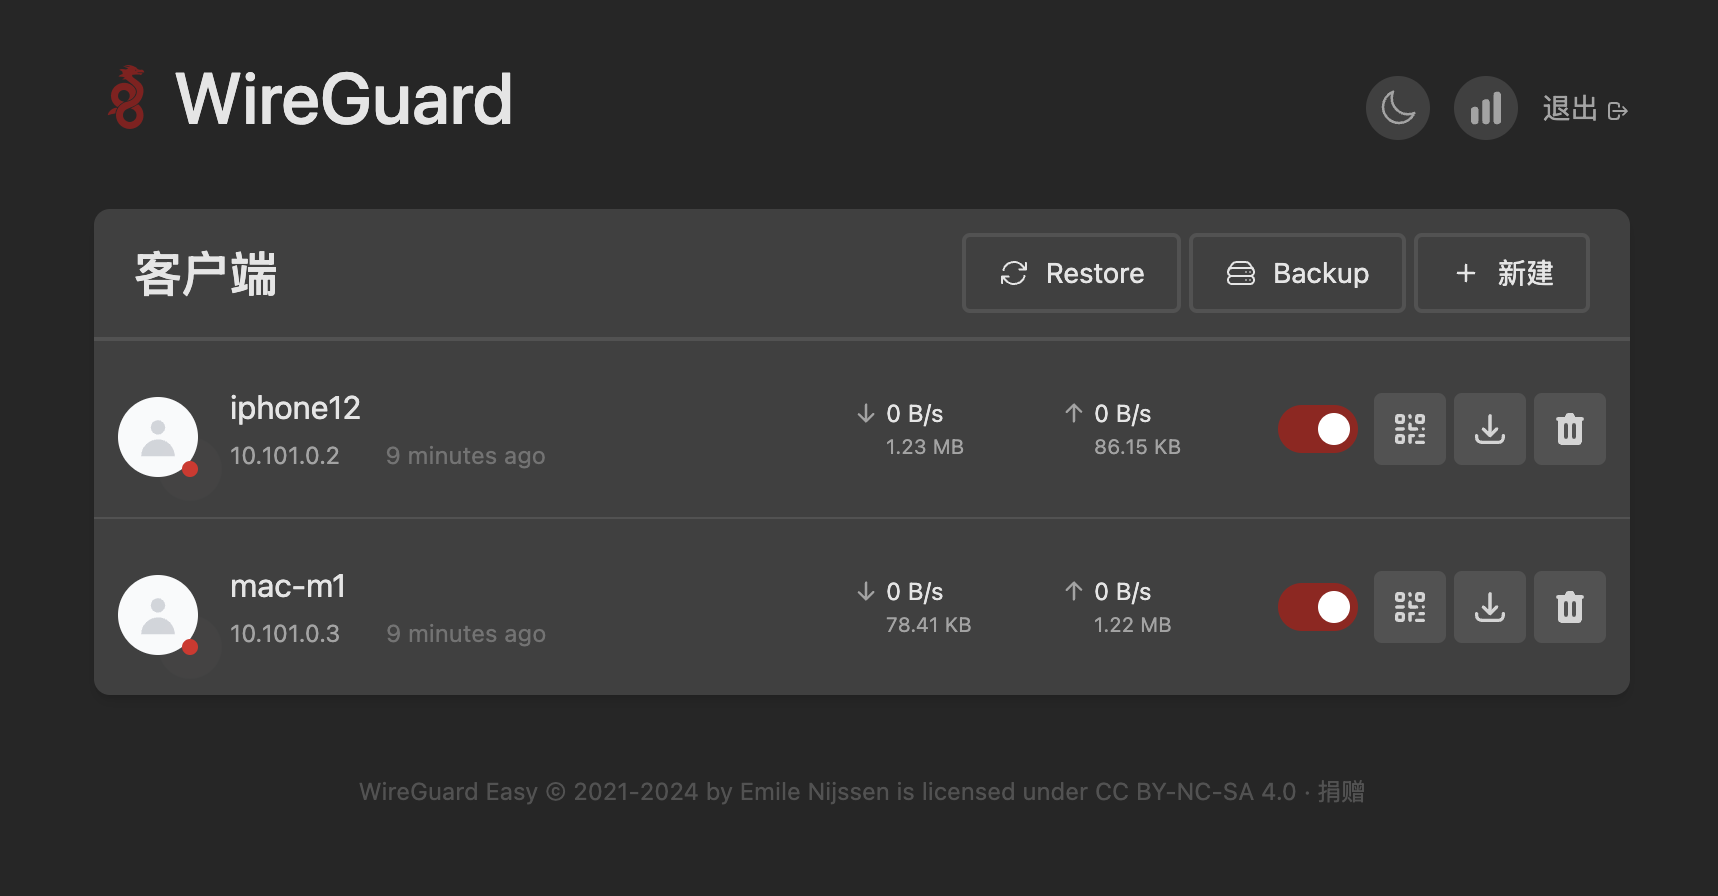 WireGuard
退出
客户端
Restore
Backup
+ 新建
iphone12
10.101.0.2 9 minutes ago
↓ 0 B/s
1.23 MB
↑ 0 B/s
86.15 KB
mac-m1
10.101.0.3 9 minutes ago
↓ 0 B/s
78.41 KB
↑ 0 B/s
1.22 MB
WireGuard Easy © 2021-2024 by Emile Nijssen is licensed under CC BY-NC-SA 4.0 · 捐赠